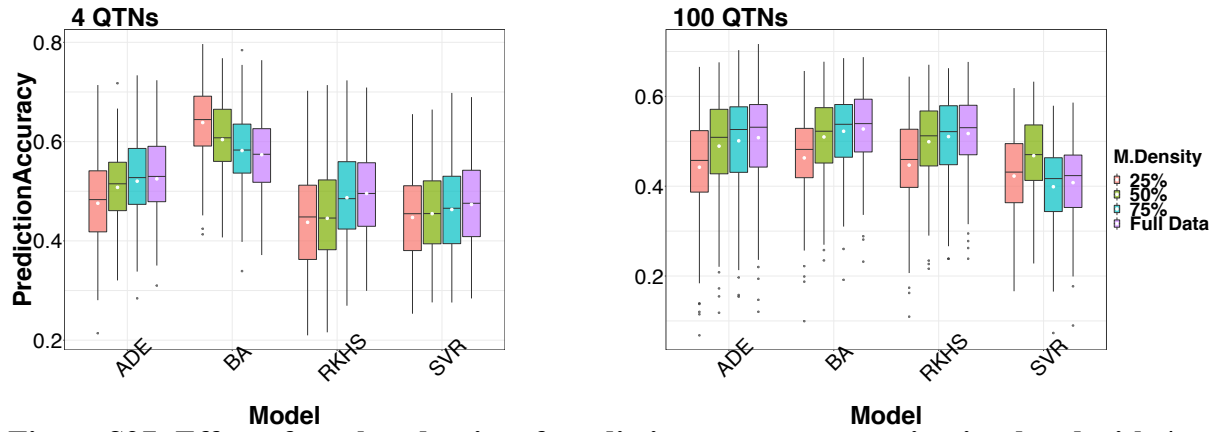 4 QTNs
PredictionAccuracy
0.8
0.6
0.4
0.2
ADE
BA
RKHS
SVR
Model
100 QTNs
0.6
0.4
0.2
ADE
BA
RKHS
SVR
Model
M.Density
25%
50%
75%
Full Data